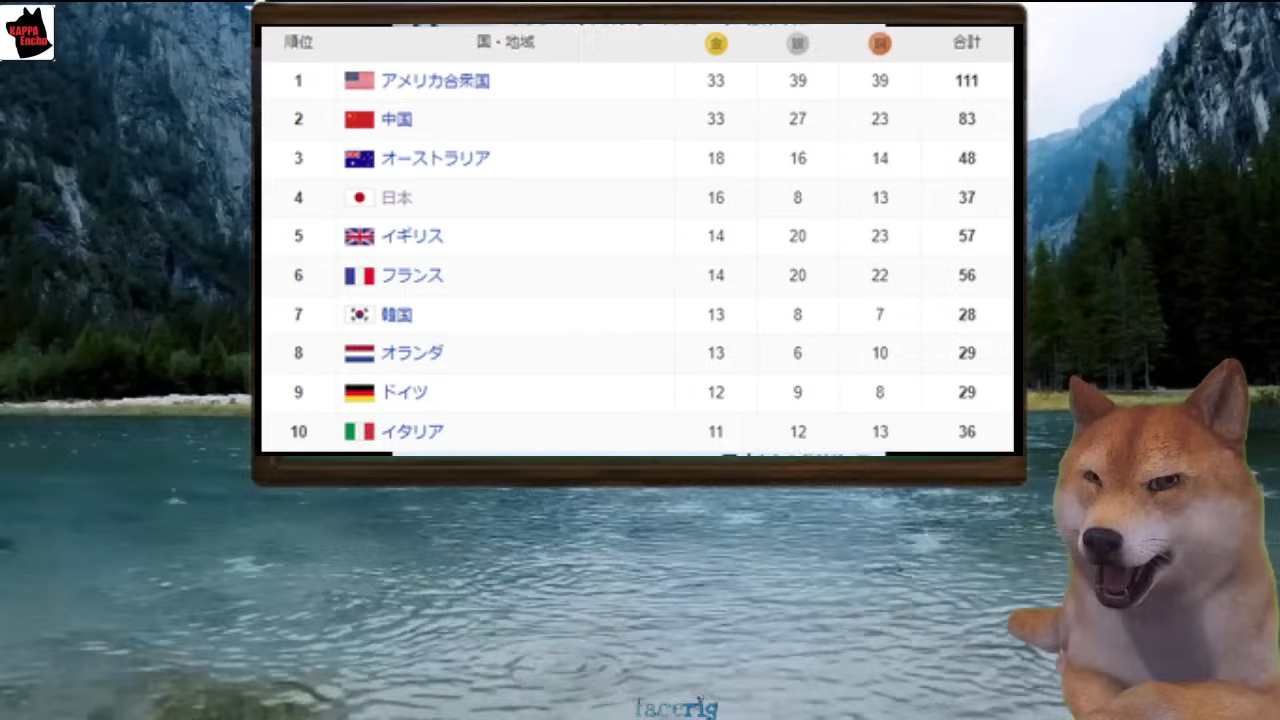 KAPPA
Encho
順位 国・地域 金 銀 銅 合計
1 アメリカ合衆国 33 39 39 111
2 中国 33 27 23 83
3 オーストラリア 18 16 14 48
4 日本 16 8 13 37
5 イギリス 14 20 23 57
6 フランス 14 20 22 56
7 韓国 13 8 7 28
8 オランダ 13 6 10 29
9 ドイツ 12 9 8 29
10 イタリア 11 12 13 36
facerig